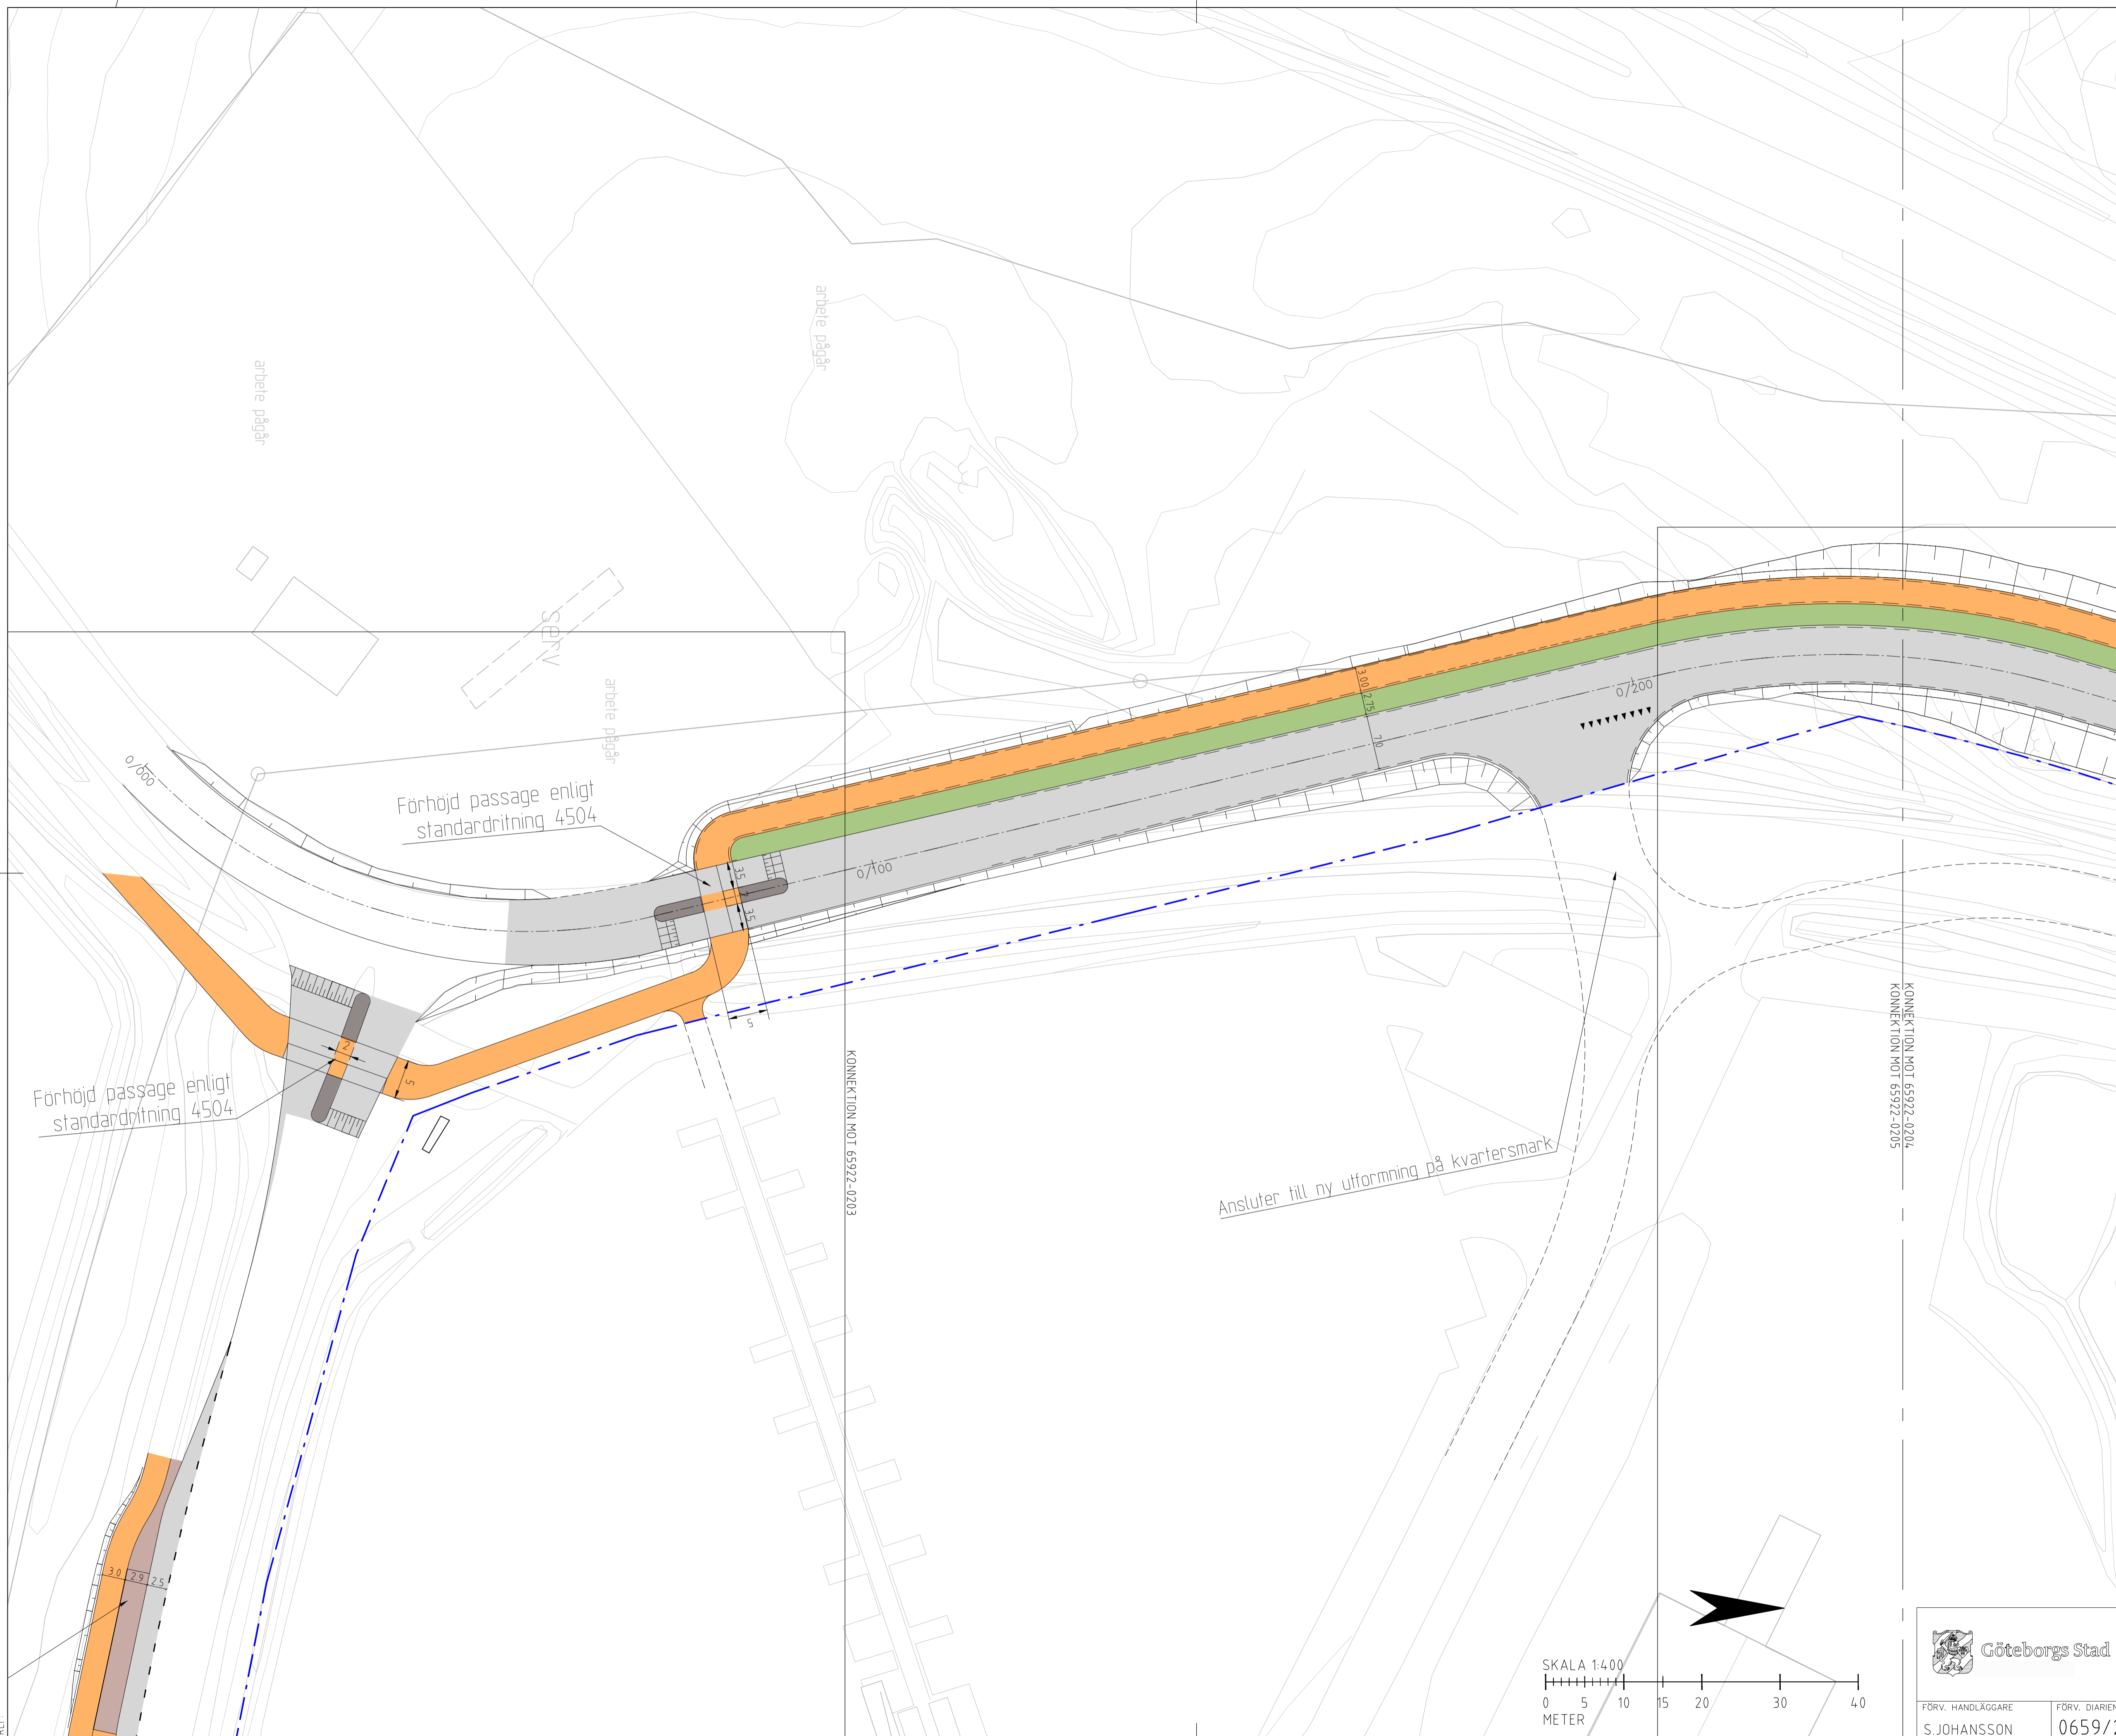 arbete pågår
arbete pågår
serv
arbete pågår
0/000
Förhöjd passage enligt
standardritning 4504
3.00
2.75
7.0
0/200
0/100
3.5
2
3.5
5
KONNEKTION MOT 65922-0203
KONNEKTION MOT 65922-0204
KONNEKTION MOT 65922-0205
2
5
Förhöjd passage enligt
standardritning 4504
Ansluter till ny utformning på kvartersmark
3.0
2.9
2.5
SKALA 1:400
0 5 10 15 20 30 40
METER
Göteborgs Stad
FÖRV. HANDLÄGGARE
S.JOHANSSON
FÖRV. DIARIEN
0659/